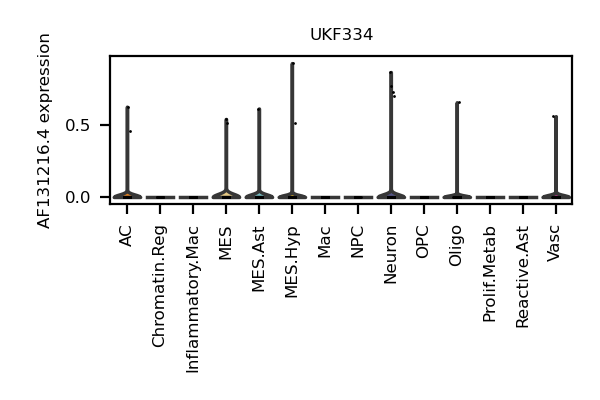 UKF334
AF131216.4 expression
0.5
0.0
AC
Chromatin.Reg
Inflammatory.Mac
MES
MES.Ast
MES.Hyp
Mac
NPC
Neuron
OPC
Oligo
Prolif.Metab
Reactive.Ast
Vasc